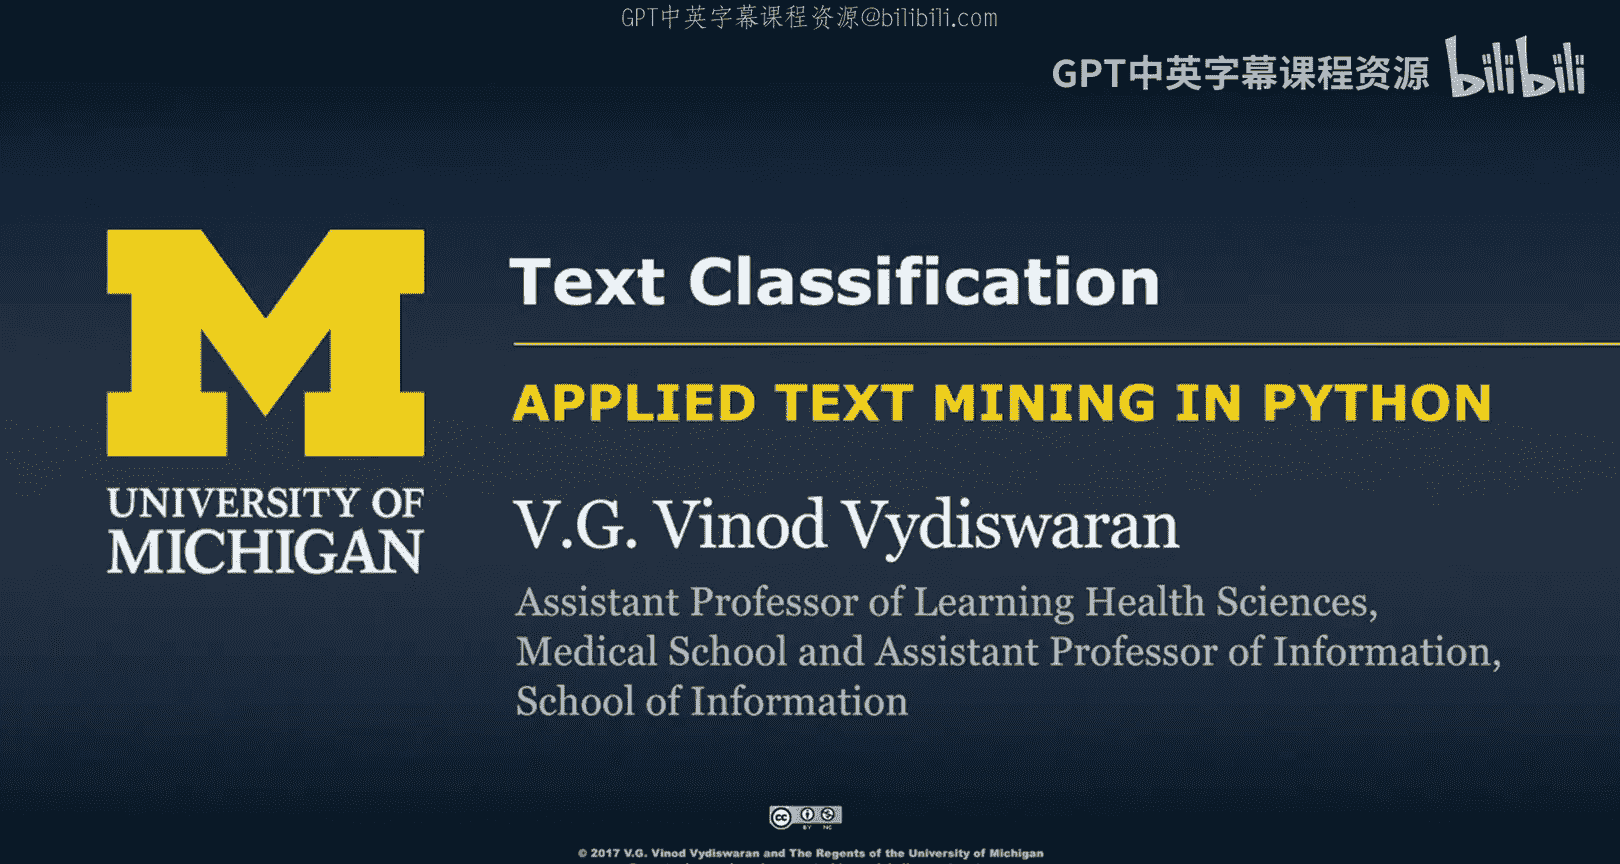 GPT中英字幕课程资源@bilibili.com
GPT中英字幕课程资源 bilibili
Text Classification
APPLIED TEXT MINING IN PYTHON
UNIVERSITY OF
MICHIGAN
V.G. Vinod Vydiswaran
Assistant Professor of Learning Health Sciences,
Medical School and Assistant Professor of Information,
School of Information
cc
BY NC
© 2017 V.G. Vinod Vydiswaran and The Regents of the University of Michigan